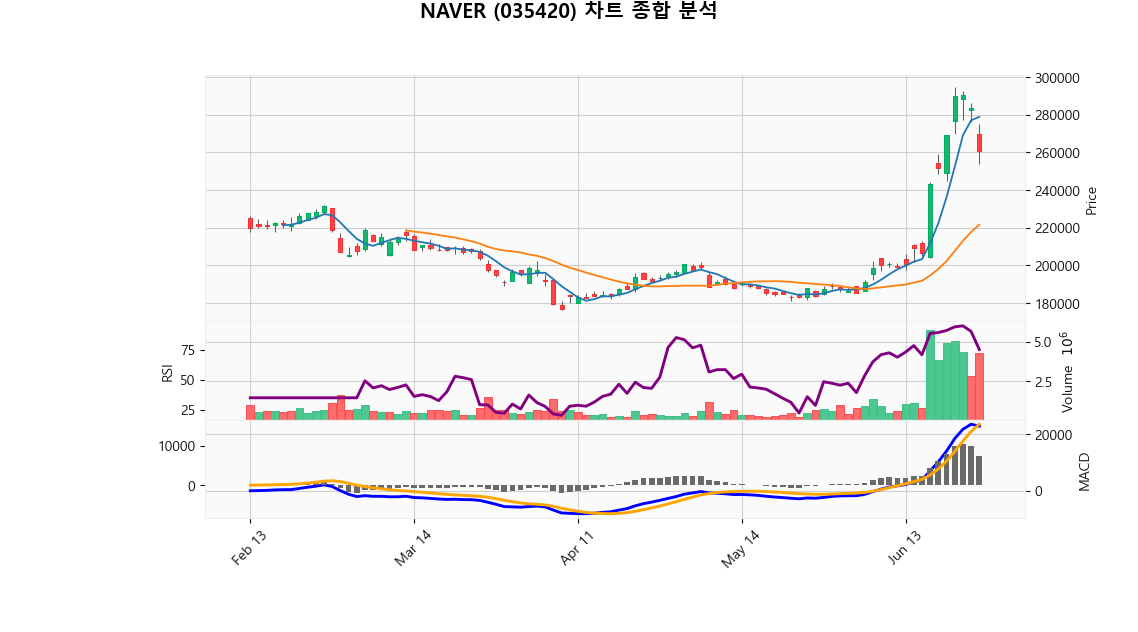 NAVER (035420) 차트 종합 분석
300000
280000
260000
240000
220000
200000
180000
Price
75
50
25
RSI
5.0
2.5
Volume 10^6
10000
0
20000
0
MACD
Feb 13
Mar 14
Apr 11
May 14
Jun 13